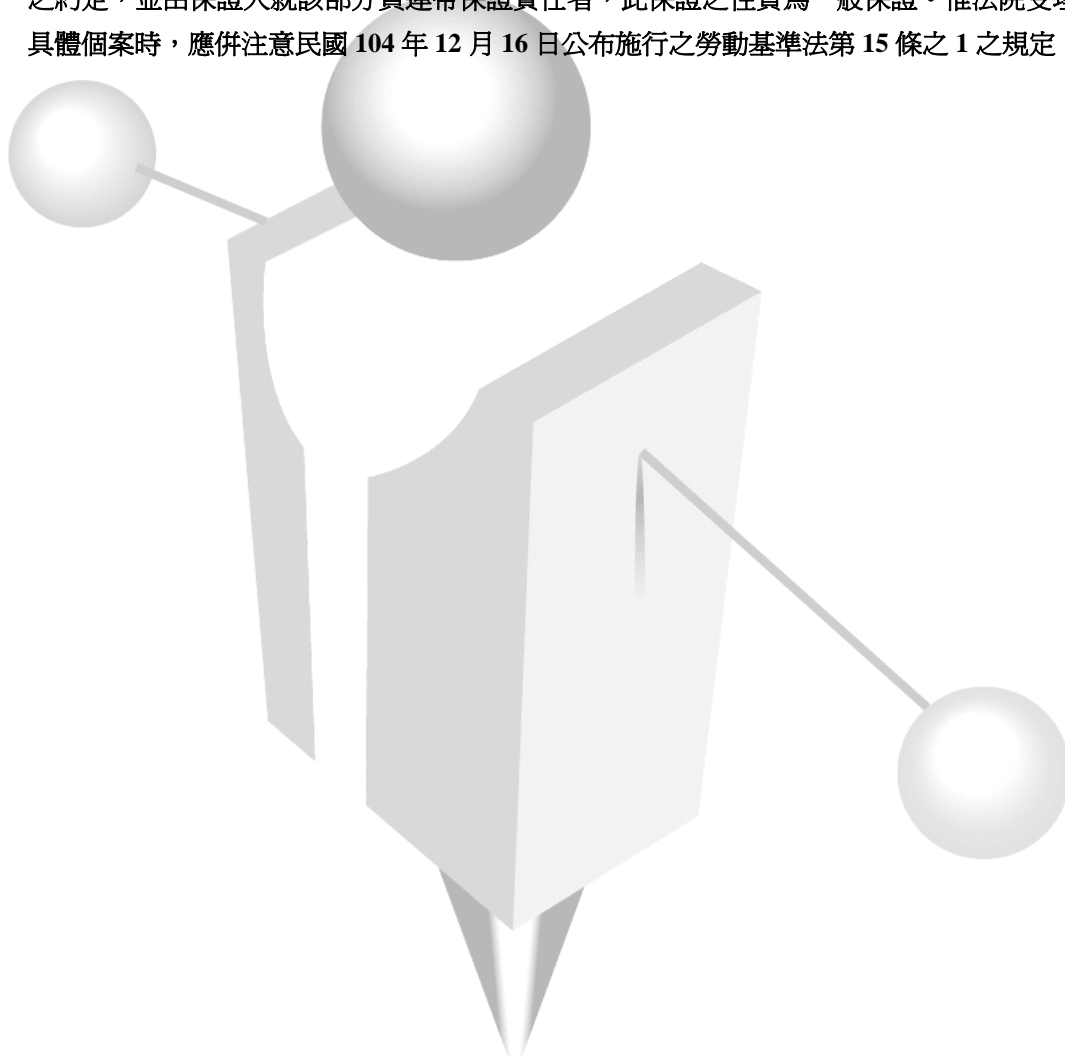 之約定，並由保證人就該部分負連帶保證責任者，此保證之性質為一般保證。惟法院受理
具體個案時，應併注意民國 104 年 12 月 16 日公布施行之勞動基準法第 15 條之 1 之規定